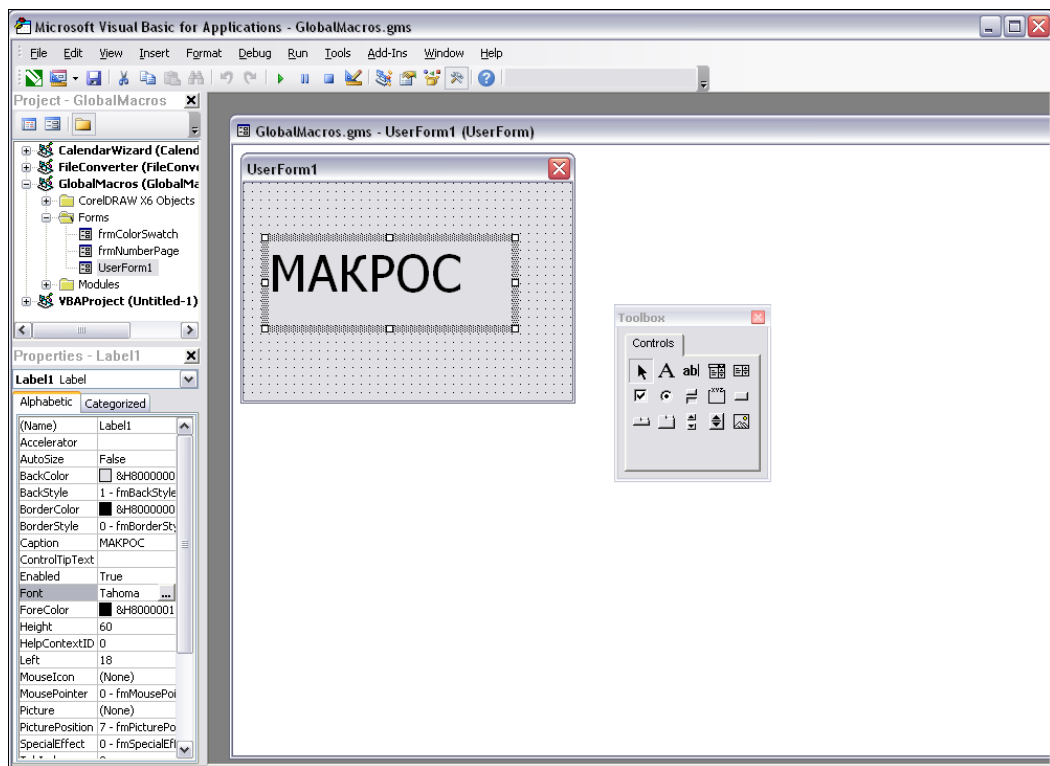 Microsoft Visual Basic for Applications - GlobalMacros.gms
File Edit View Insert Format Debug Run Tools Add-Ins Window Help
Project - GlobalMacros
CalendarWizard (Calend
FileConverter (FileConve
GlobalMacros (GlobalMa
CorelDRAW X6 Objects
Forms
frmColorSwatch
frmNumberPage
UserForm1
Modules
VBAProject (Untitled-1)
Properties - Label1
Label1 Label
Alphabetic Categorized
(Name) Label1
Accelerator
AutoSize False
BackColor &H8000000
BackStyle 1 - fmBackStyle
BorderColor &H8000000
BorderStyle 0 - fmBorderSty
Caption МАКРОС
ControlTipText
Enabled True
Font Tahoma ...
ForeColor &H8000001
Height 60
HelpContextID 0
Left 18
MouseIcon (None)
MousePointer 0 - fmMousePoi
Picture (None)
PicturePosition 7 - fmPicturePo
SpecialEffect 0 - fmSpecialEff
GlobalMacros.gms - UserForm1 (UserForm)
UserForm1
МАКРОС
Toolbox
Controls
A ab|
XYZ